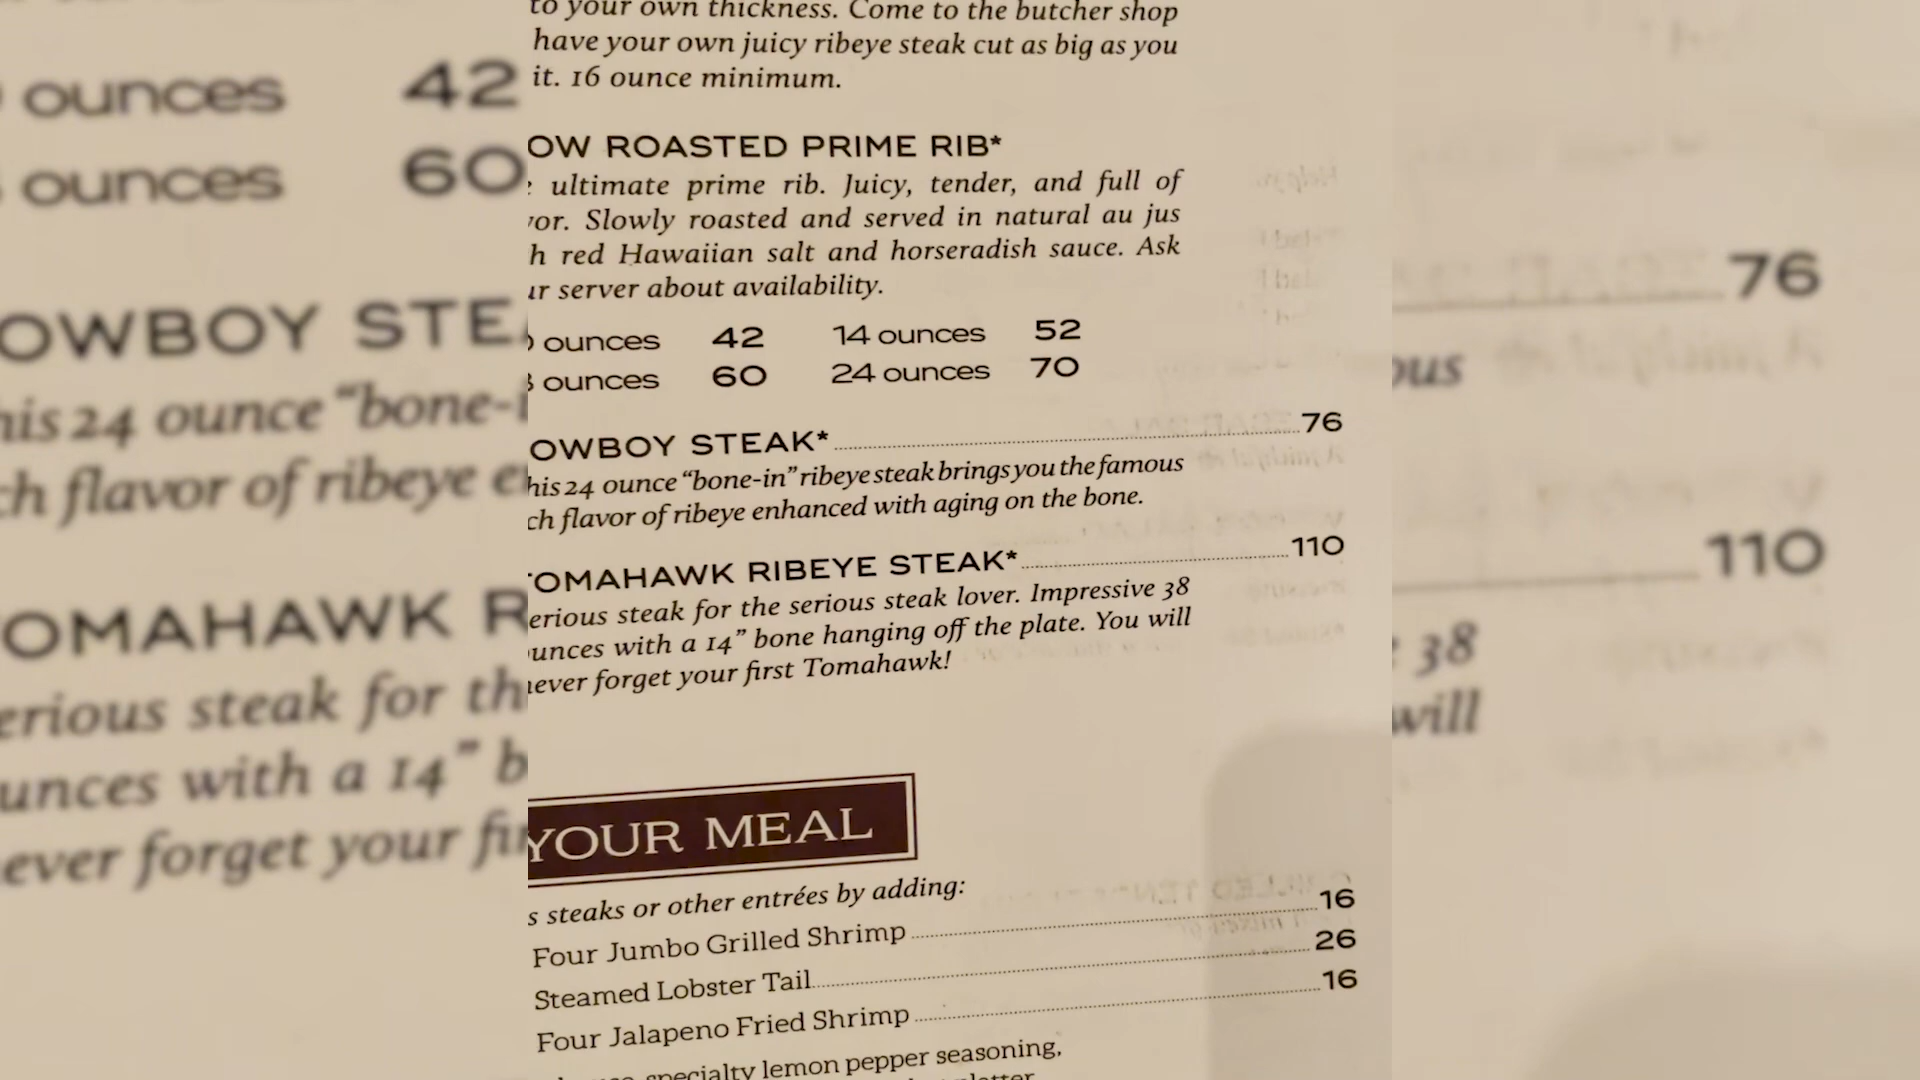 to your own thickness. Come to the butcher shop
have your own juicy ribeye steak cut as big as you
it. 16 ounce minimum.
OW ROASTED PRIME RIB*
ultimate prime rib. Juicy, tender, and full of
vor. Slowly roasted and served in natural au jus
h red Hawaiian salt and horseradish sauce. Ask
ur server about availability.
ounces 42 14 ounces 52
ounces 60 24 ounces 70
OWBOY STEAK* 76
his 24 ounce “bone-in” ribeye steak brings you the famous
ch flavor of ribeye enhanced with aging on the bone.
TOMAHAWK RIBEYE STEAK* 110
erious steak for the serious steak lover. Impressive 38
unces with a 14” bone hanging off the plate. You will
never forget your first Tomahawk!
YOUR MEAL
s steaks or other entrées by adding:
Four Jumbo Grilled Shrimp 16
Steamed Lobster Tail 26
Four Jalapeno Fried Shrimp 16
specialty lemon pepper seasoning,
platter